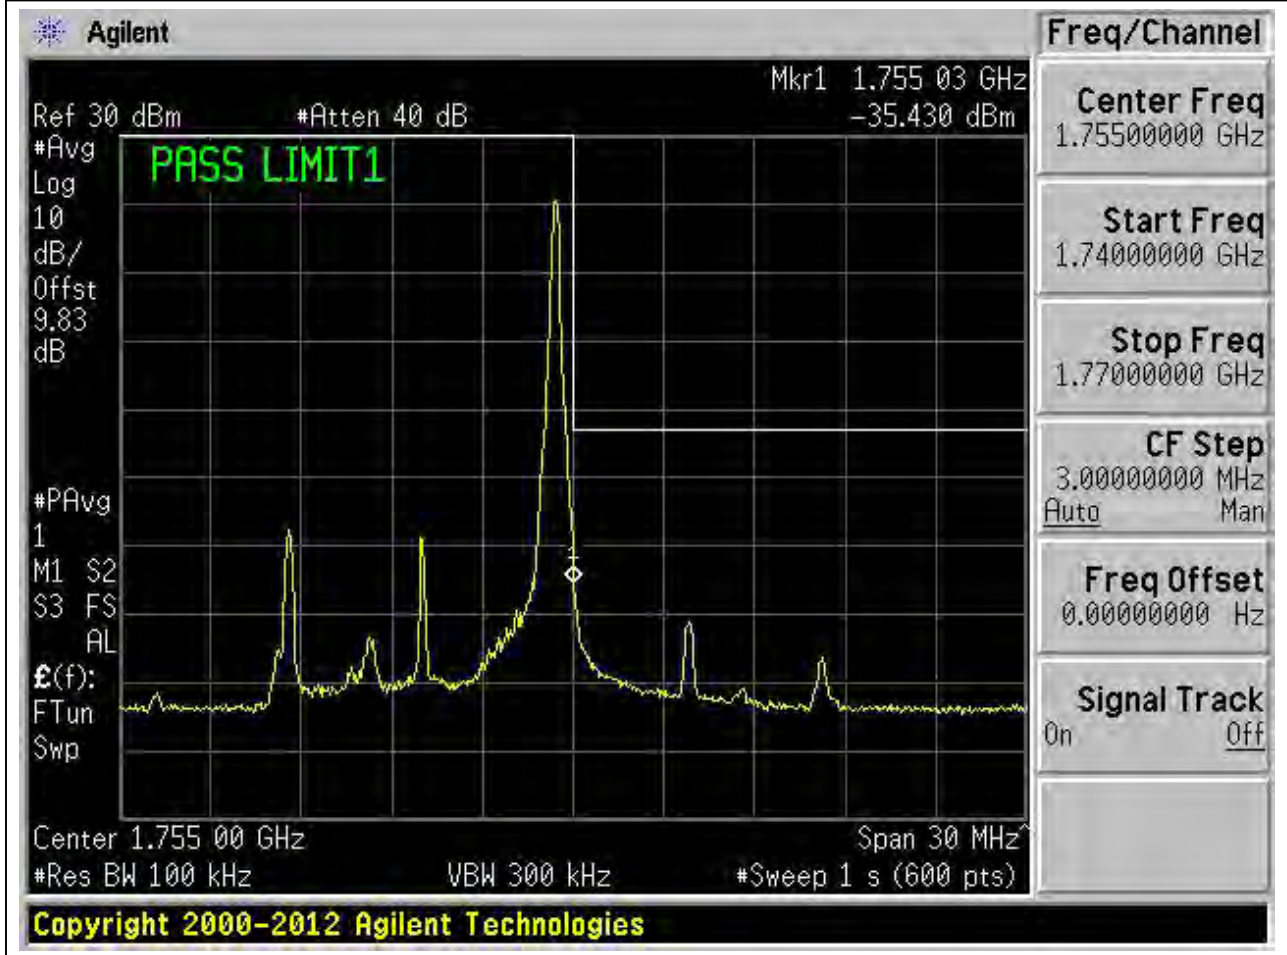 Agilent
Freq/Channel
Mkr1 1.755 03 GHz
Ref 30 dBm #Atten 40 dB -35.430 dBm
#Avg
Log
10
dB/
Offst
9.83
dB
PASS LIMIT1
#PAvg
1
M1 S2
S3 FS
AL
£(f):
FTun
Swp
1
Center 1.755 00 GHz Span 30 MHz^
#Res BW 100 kHz VBW 300 kHz #Sweep 1 s (600 pts)
Center Freq
1.75500000 GHz
Start Freq
1.74000000 GHz
Stop Freq
1.77000000 GHz
CF Step
3.00000000 MHz
Auto Man
Freq Offset
0.00000000 Hz
Signal Track
On Off
Copyright 2000-2012 Agilent Technologies